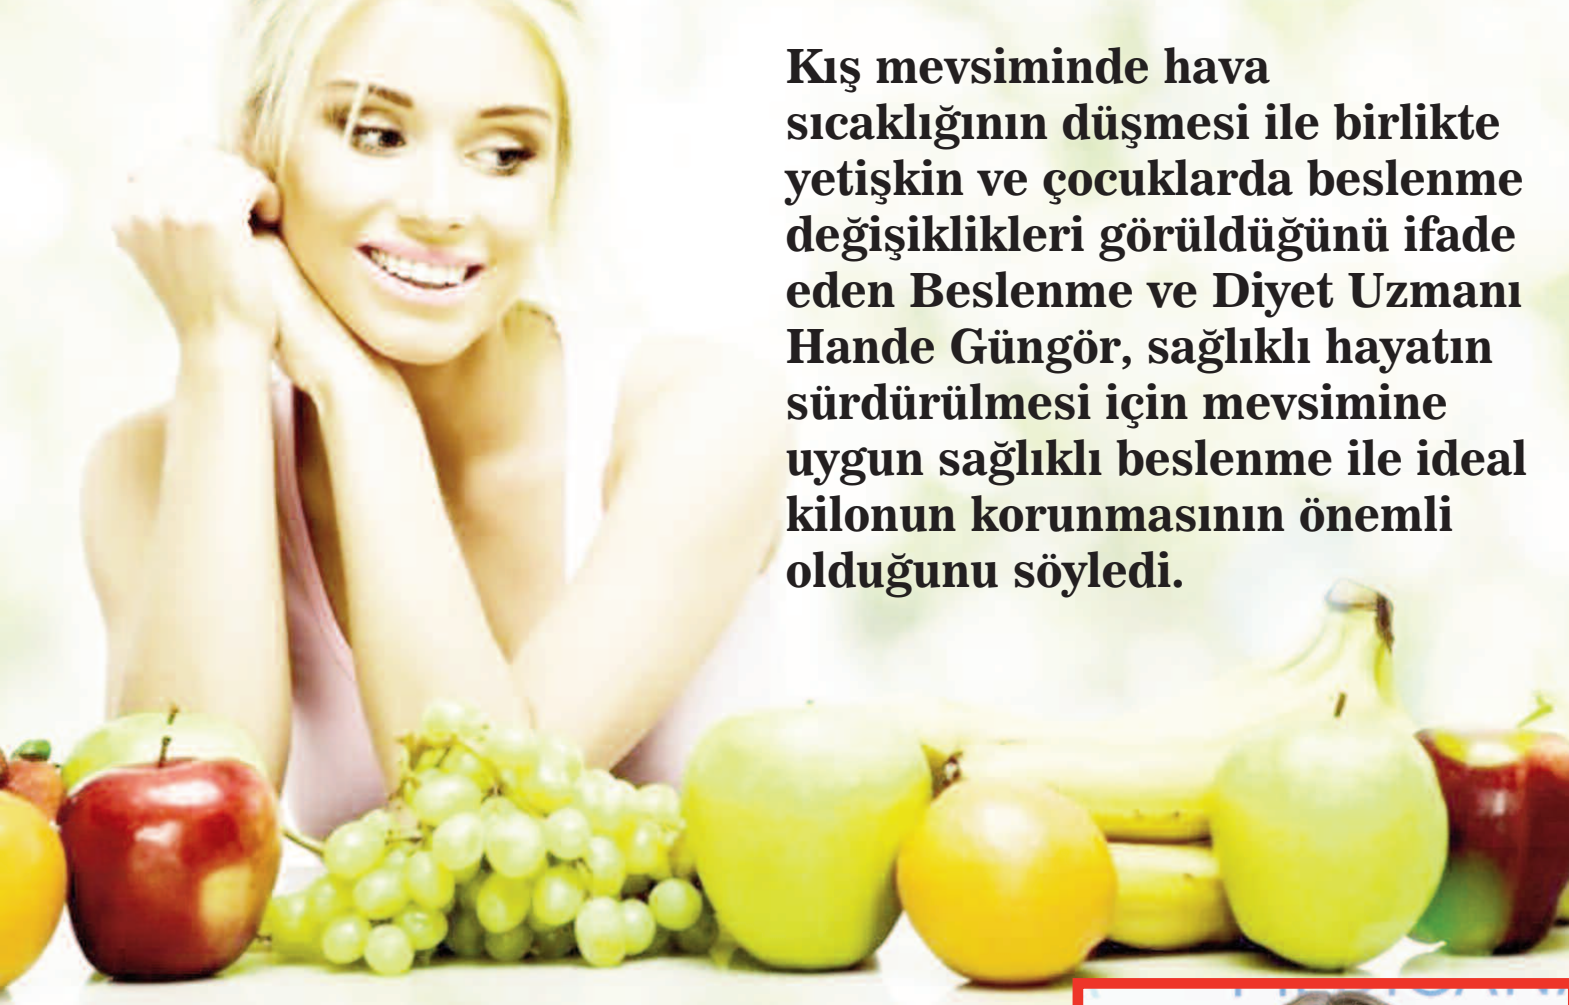 Kış mevsiminde hava
sıcaklığının düşmesi ile birlikte
yetişkin ve çocuklarda beslenme
değişiklikleri görüldüğünü ifade
eden Beslenme ve Diyet Uzmanı
Hande Güngör, sağlıklı hayatın
sürdürülmesi için mevsimine
uygun sağlıklı beslenme ile ideal
kilonun korunmasının önemli
olduğunu söyledi.